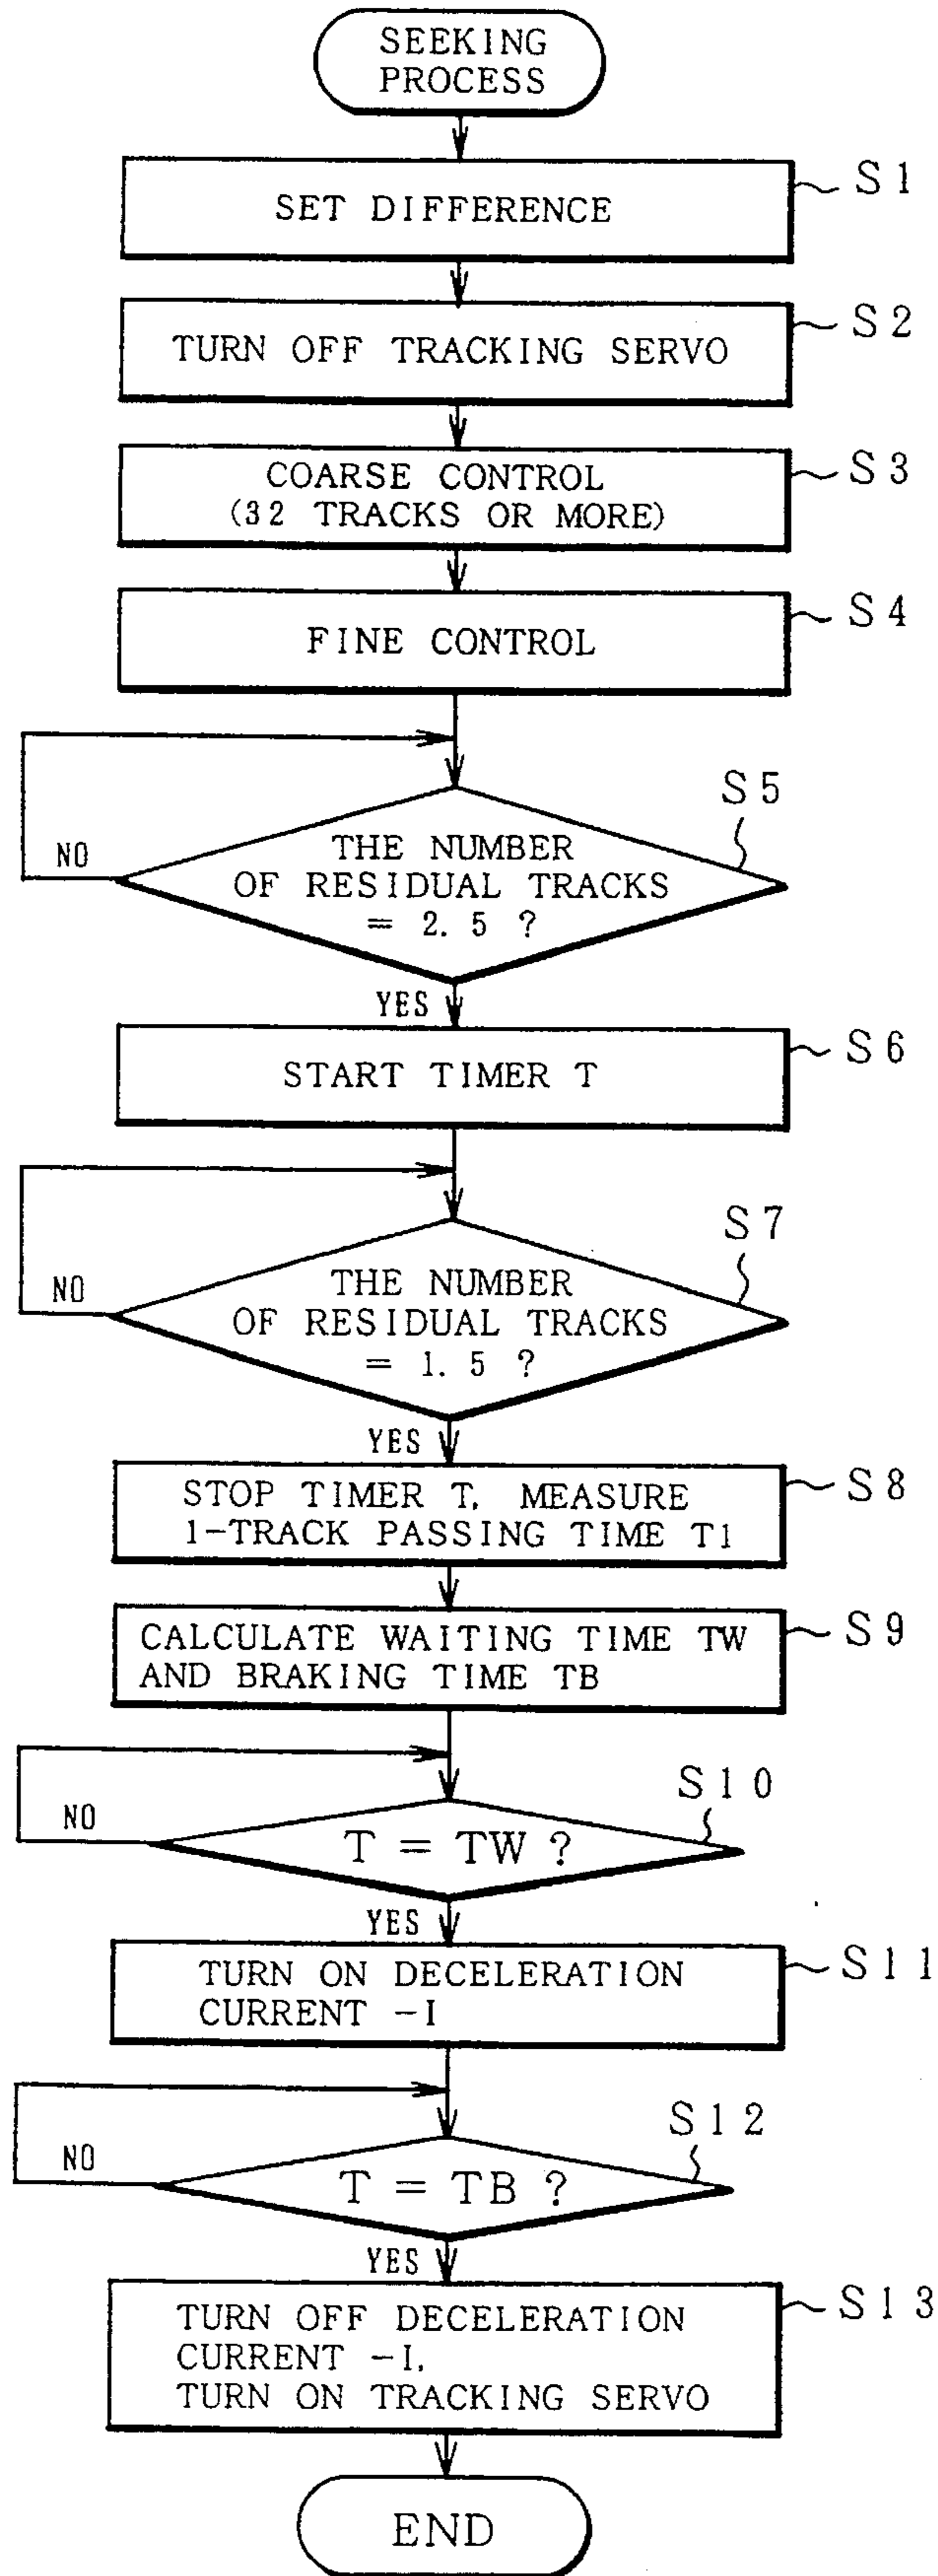 SEEKING
PROCESS
S1
SET DIFFERENCE
S2
TURN OFF TRACKING SERVO
S3
COARSE CONTROL
(32 TRACKS OR MORE)
S4
FINE CONTROL
S5
THE NUMBER
OF RESIDUAL TRACKS
= 2.5 ?
NO
YES
S6
START TIMER T
S7
THE NUMBER
OF RESIDUAL TRACKS
= 1.5 ?
NO
YES
S8
STOP TIMER T, MEASURE
1-TRACK PASSING TIME T1
S9
CALCULATE WAITING TIME TW
AND BRAKING TIME TB
S10
T = TW ?
NO
YES
S11
TURN ON DECELERATION
CURRENT -I
S12
T = TB ?
NO
YES
S13
TURN OFF DECELERATION
CURRENT -I,
TURN ON TRACKING SERVO
END